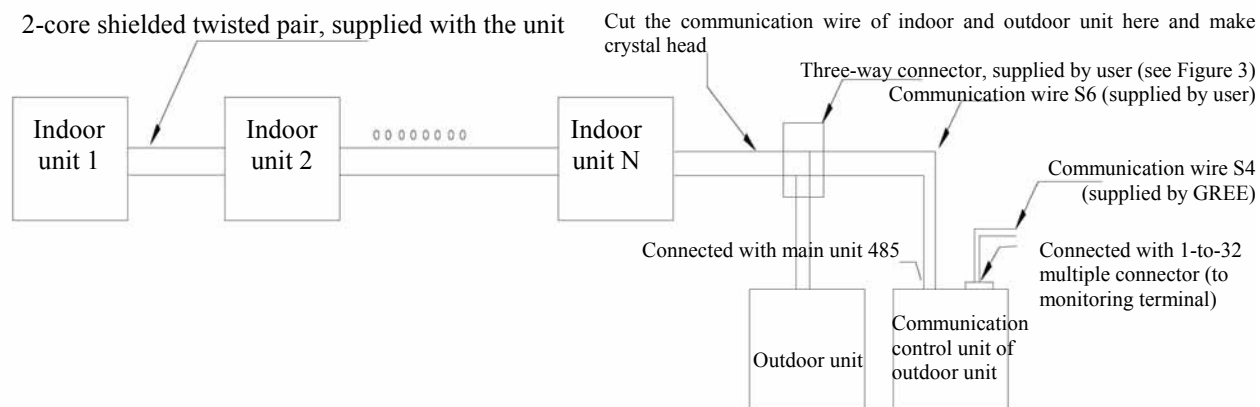 2-core shielded twisted pair, supplied with the unit
Cut the communication wire of indoor and outdoor unit here and make
crystal head
Three-way connector, supplied by user (see Figure 3)
Communication wire S6 (supplied by user)
Indoor
unit 1
Indoor
unit 2
Indoor
unit N
Communication wire S4
(supplied by GREE)
Connected with main unit 485
Connected with 1-to-32
multiple connector (to
monitoring terminal)
Outdoor unit
Communication
control unit of
outdoor unit